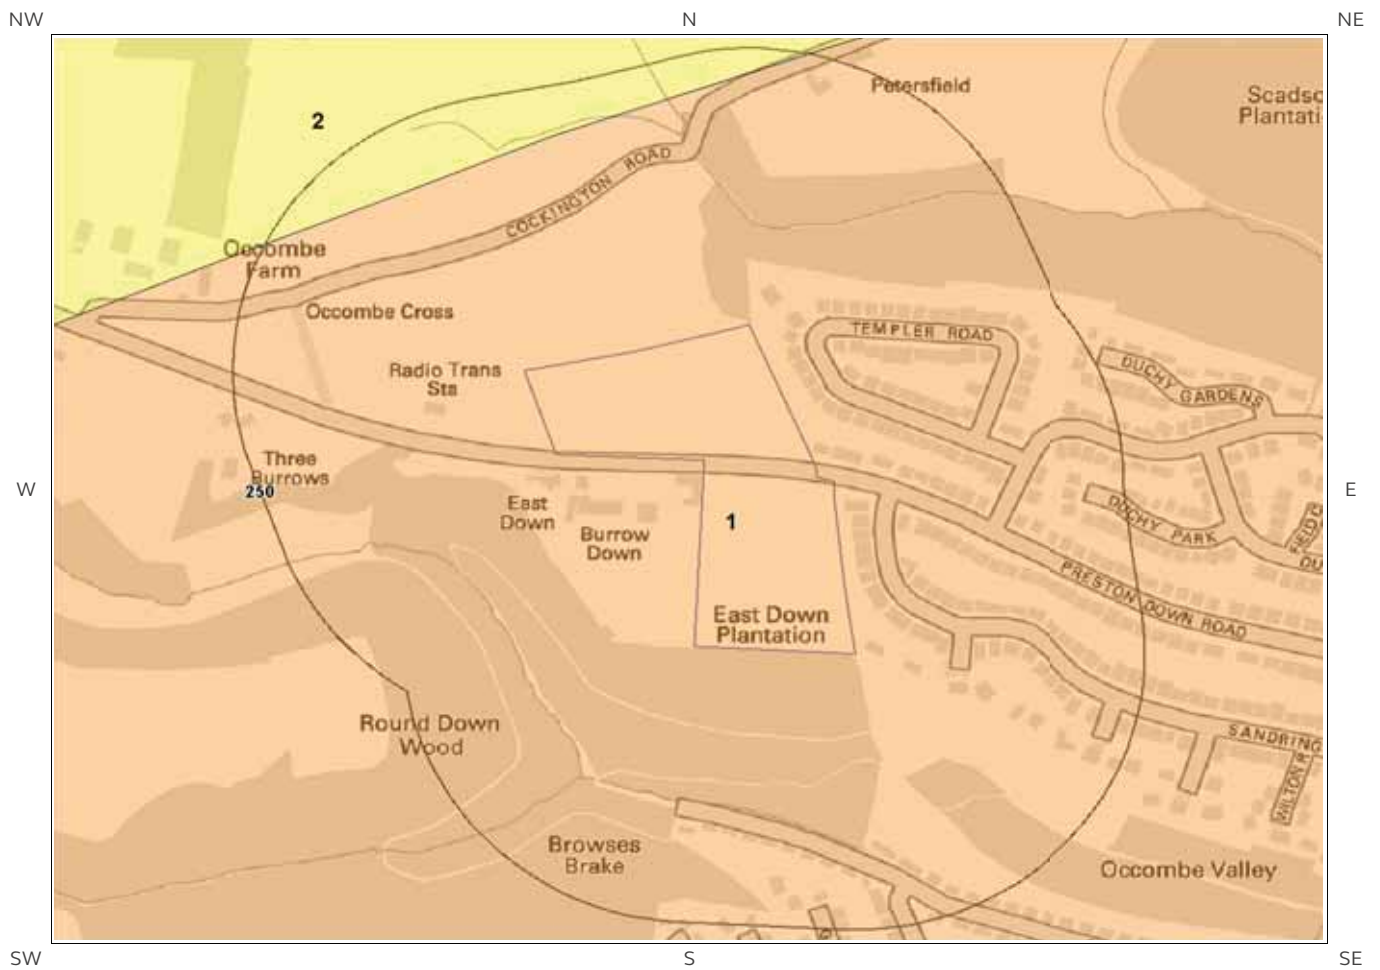 NW
N
NE
Petersfield
2
COCKINGTON ROAD
Occombe
Farm
Occombe Cross
TEMPLER ROAD
Radio Trans
Sta
DUCHY GARDENS
Three
Burrows
250
W
E
East
Down
1
DUCHY PARK
Burrow
Down
PRESTON DOWN ROAD
East Down
Plantation
Round Down
Wood
SANDRING
WILTON R
Browses
Brake
Occombe Valley
SW
S
SE